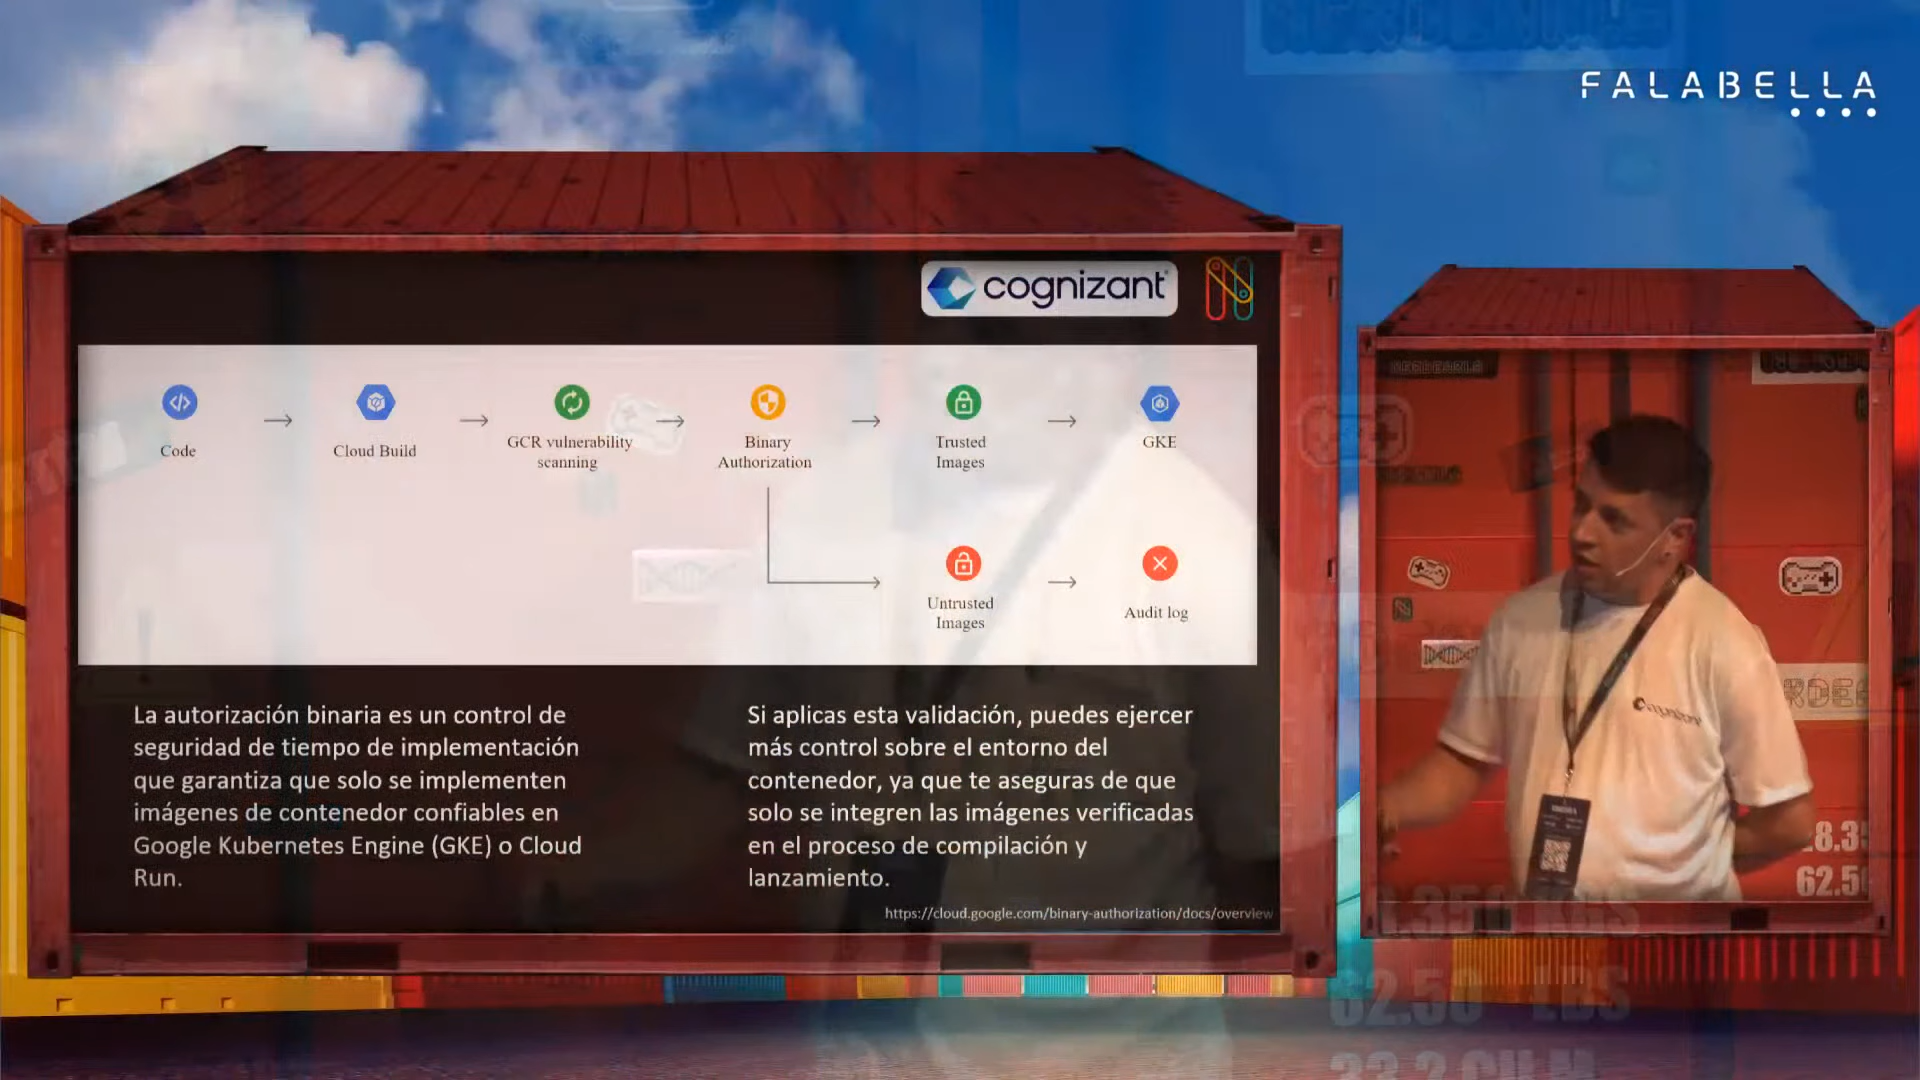 FALABELLA
cognizant
Code
Cloud Build
GCR vulnerability
scanning
Binary
Authorization
Trusted
Images
GKE
Untrusted
Images
Audit log
La autorización binaria es un control de
seguridad de tiempo de implementación
que garantiza que solo se implementen
imágenes de contenedor confiables en
Google Kubernetes Engine (GKE) o Cloud
Run.
Si aplicas esta validación, puedes ejercer
más control sobre el entorno del
contenedor, ya que te aseguras de que
solo se integren las imágenes verificadas
en el proceso de compilación y
lanzamiento.
https://cloud.google.com/binary-authorization/docs/overview
cognizant
62.50 LBS